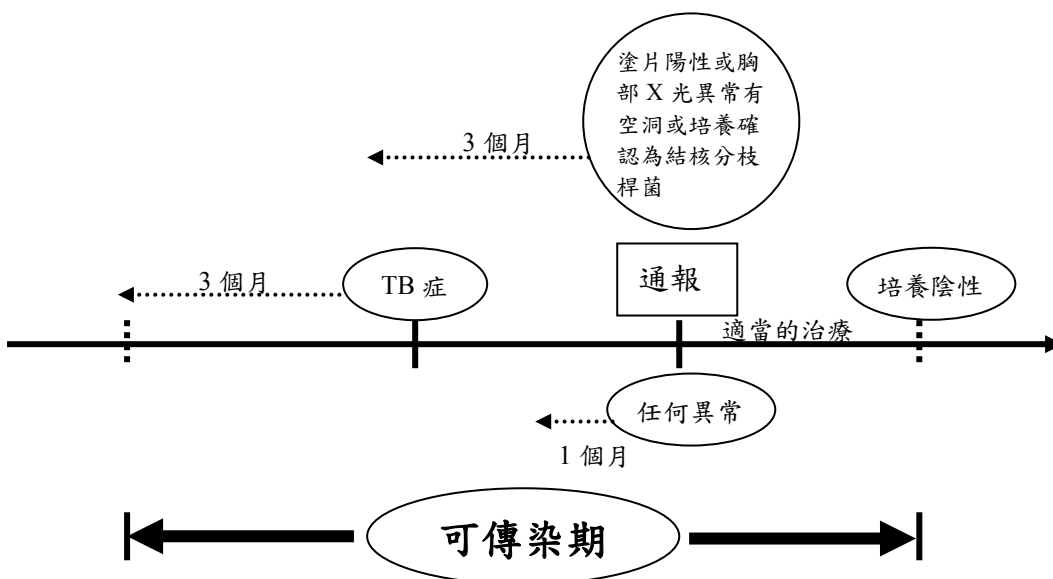 塗片陽性或胸
部 X 光異常有
空洞或培養確
認為結核分枝
桿菌
3 個月
3 個月
TB 症
通報
培養陰性
適當的治療
任何異常
1 個月
可傳染期